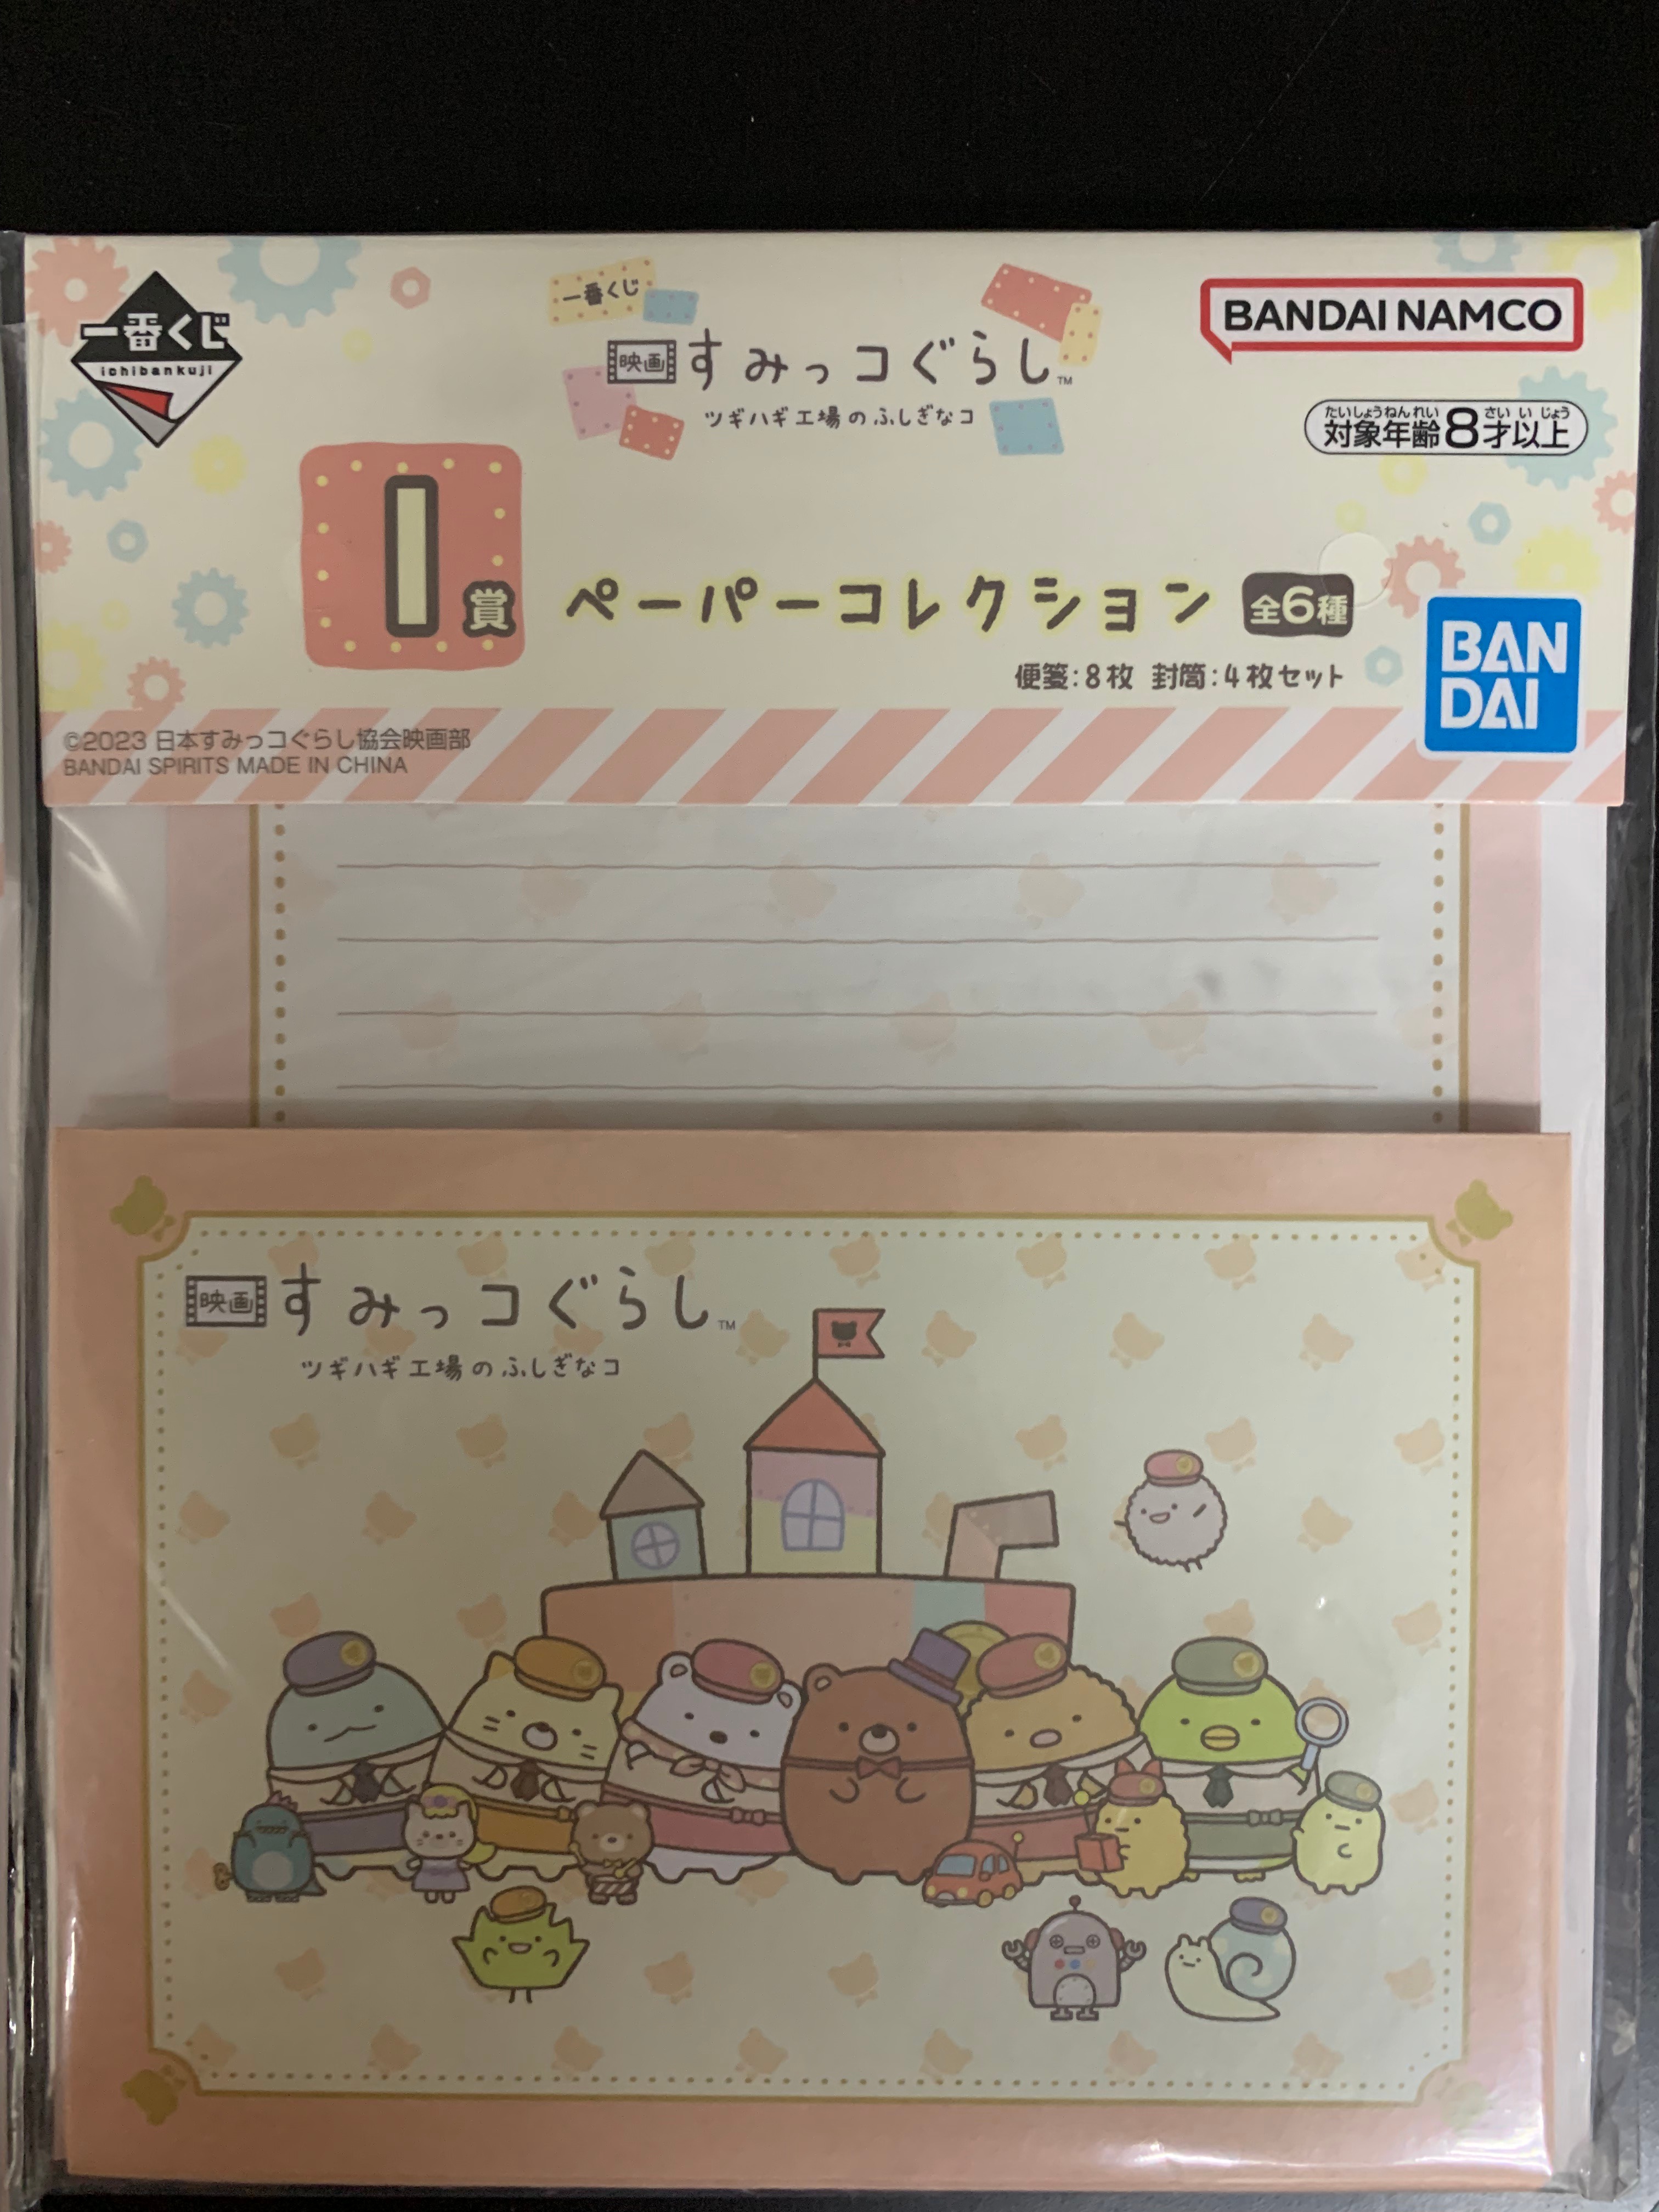 一番くじ
ichibankuji
一番くじ
映画 すみっコぐらし™
ツギハギ工場のふしぎなコ
BANDAI NAMCO
たいしょうねんれい さい い じょう
対象年齢8才以上
I賞
ペーパーコレクション 全6種
便箋:8枚 封筒:4枚セット
BAN
DAI
©2023 日本すみっコぐらし協会映画部
BANDAI SPIRITS MADE IN CHINA
映画 すみっコぐらし™
ツギハギ工場のふしぎなコ